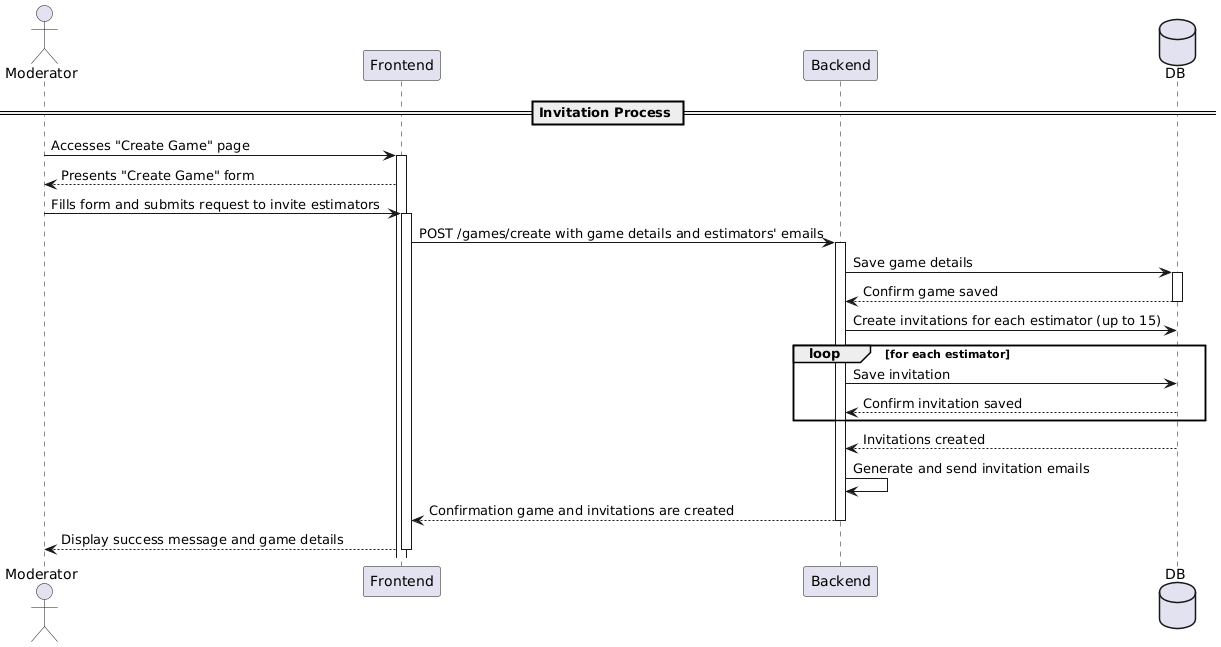 Moderator
Frontend
Backend
DB
Invitation Process
Accesses "Create Game" page
Presents "Create Game" form
Fills form and submits request to invite estimators
POST /games/create with game details and estimators' emails
Save game details
Confirm game saved
Create invitations for each estimator (up to 15)
loop [for each estimator]
Save invitation
Confirm invitation saved
Invitations created
Generate and send invitation emails
Confirmation game and invitations are created
Display success message and game details
Moderator
Frontend
Backend
DB